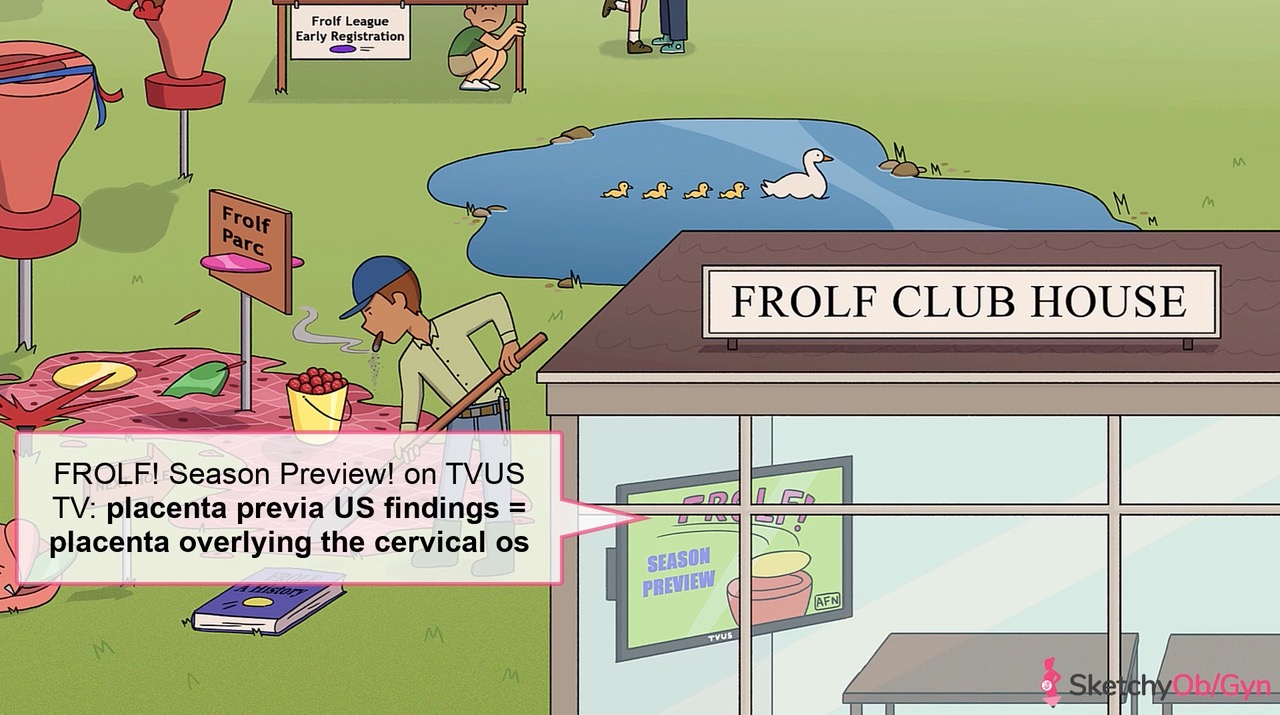 Frolf League
Early Registration
Frolf
Parc
FROLF CLUB HOUSE
FROLF! Season Preview! on TVUS
TV: placenta previa US findings =
placenta overlying the cervical os
FROLF!
SEASON
PREVIEW
AFN
TVUS
FROLF
A History
SketchyOb/Gyn